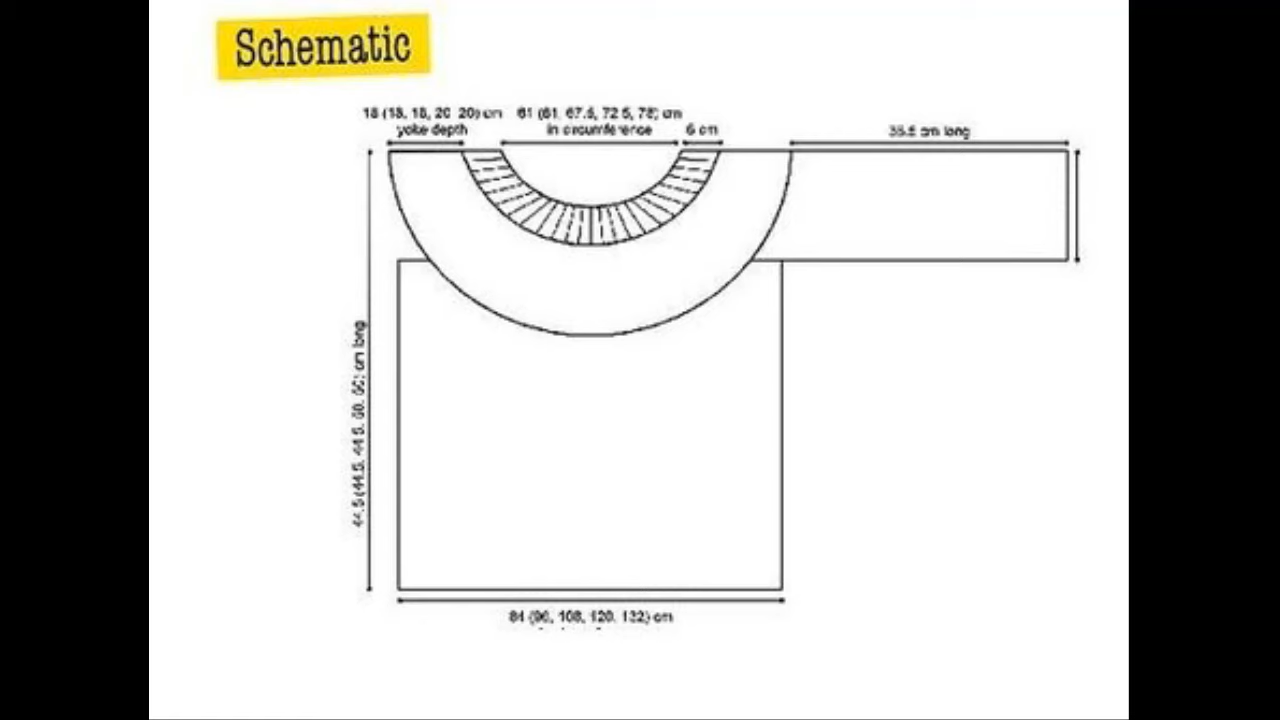 Schematic
18 (18, 18, 20 20) cm
yoke depth
61 (61, 67.5, 72.5, 78) cm
in circumference
6 cm
35.5 cm long
44.5 (44.5, 44.5, 50, 50) cm long
84 (96, 108, 120, 132) cm